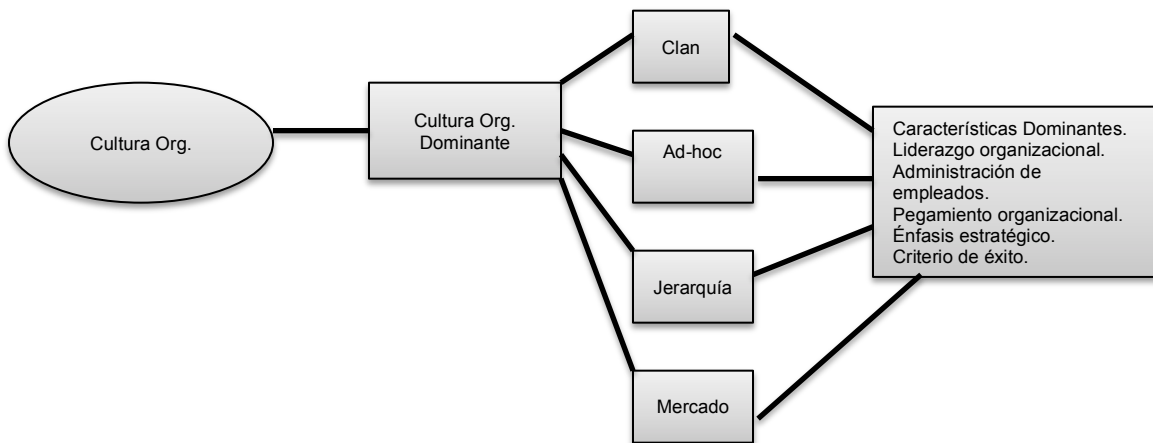 Cultura Org.
Cultura Org.
Dominante
Clan
Ad-hoc
Jerarquía
Mercado
Características Dominantes.
Liderazgo organizacional.
Administración de
empleados.
Pegamiento organizacional.
Énfasis estratégico.
Criterio de éxito.